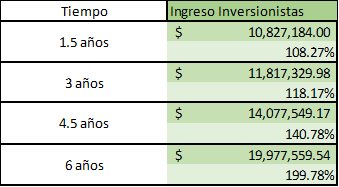 Tiempo Ingreso Inversionistas
1.5 años $ 10,827,184.00
108.27%
3 años $ 11,817,329.98
118.17%
4.5 años $ 14,077,549.17
140.78%
6 años $ 19,977,559.54
199.78%